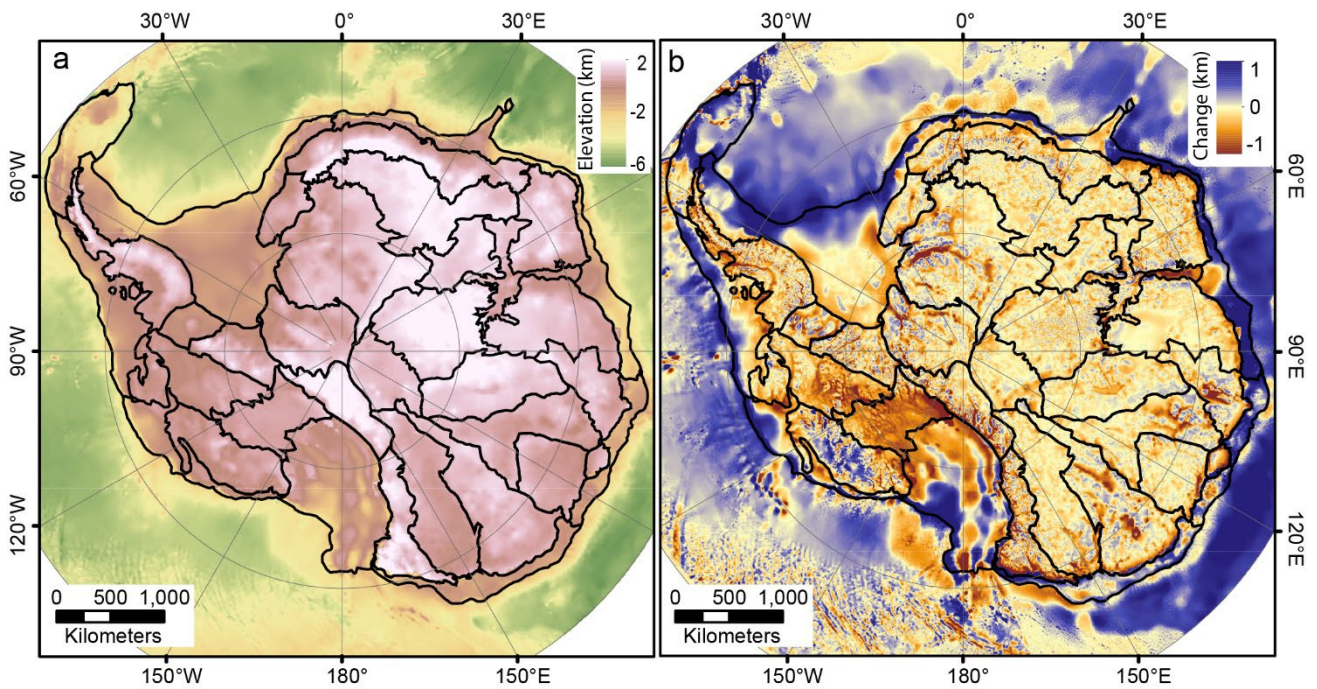 30°W 0° 30°E 30°W 0° 30°E
a
2
-2
-6
Elevation (km)
b
1
0
-1
Change (km)
60°W
90°W
120°W
60°E
90°E
120°E
0 500 1,000
Kilometers
0 500 1,000
Kilometers
150°W 180° 150°E 150°W 180° 150°E